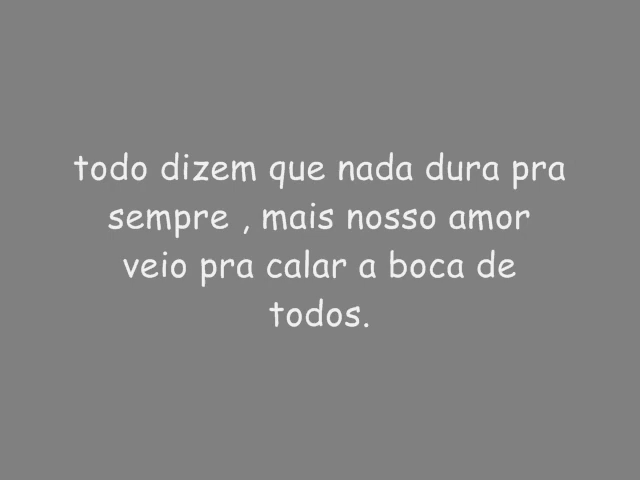 todo dizem que nada dura pra
sempre , mais nosso amor
veio pra calar a boca de
todos.